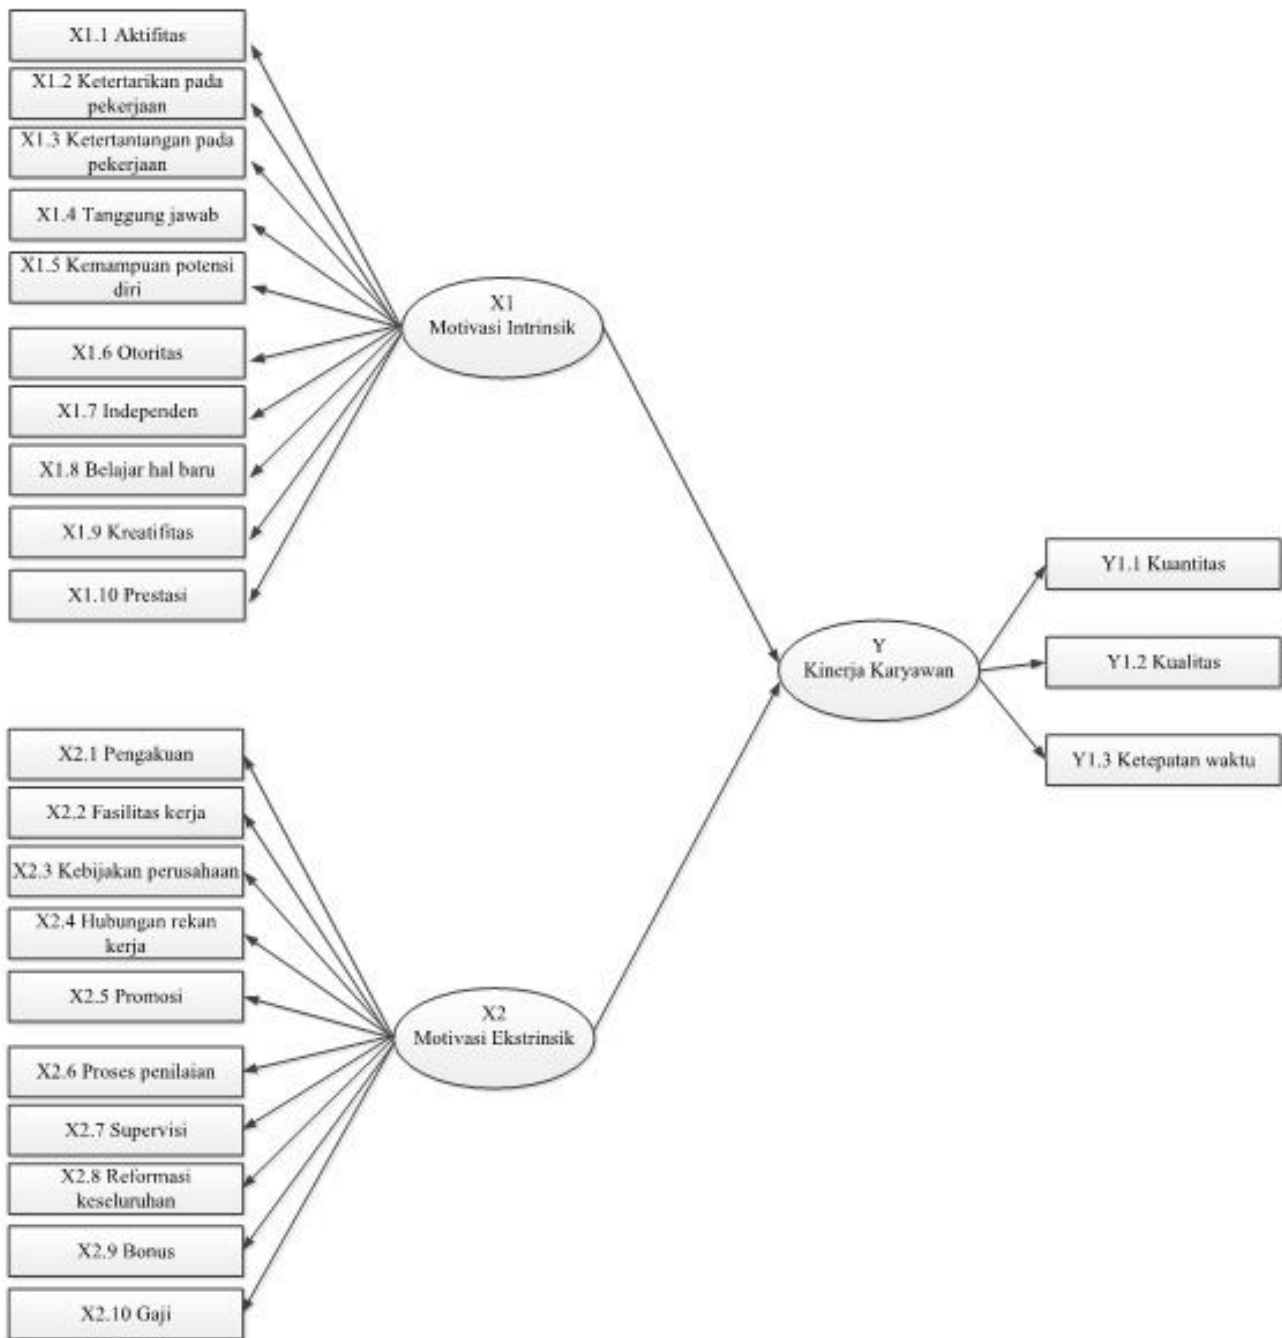 X1.1 Aktifitas
X1.2 Ketertarikan pada
pekerjaan
X1.3 Ketertantangan pada
pekerjaan
X1.4 Tanggung jawab
X1.5 Kemampuan potensi
diri
X1.6 Otoritas
X1.7 Independen
X1.8 Belajar hal baru
X1.9 Kreatifitas
X1.10 Prestasi
X1
Motivasi Intrinsik
X2.1 Pengakuan
X2.2 Fasilitas kerja
X2.3 Kebijakan perusahaan
X2.4 Hubungan rekan
kerja
X2.5 Promosi
X2.6 Proses penilaian
X2.7 Supervisi
X2.8 Reformasi
keseluruhan
X2.9 Bonus
X2.10 Gaji
X2
Motivasi Ekstrinsik
Y
Kinerja Karyawan
Y1.1 Kuantitas
Y1.2 Kualitas
Y1.3 Ketepatan waktu